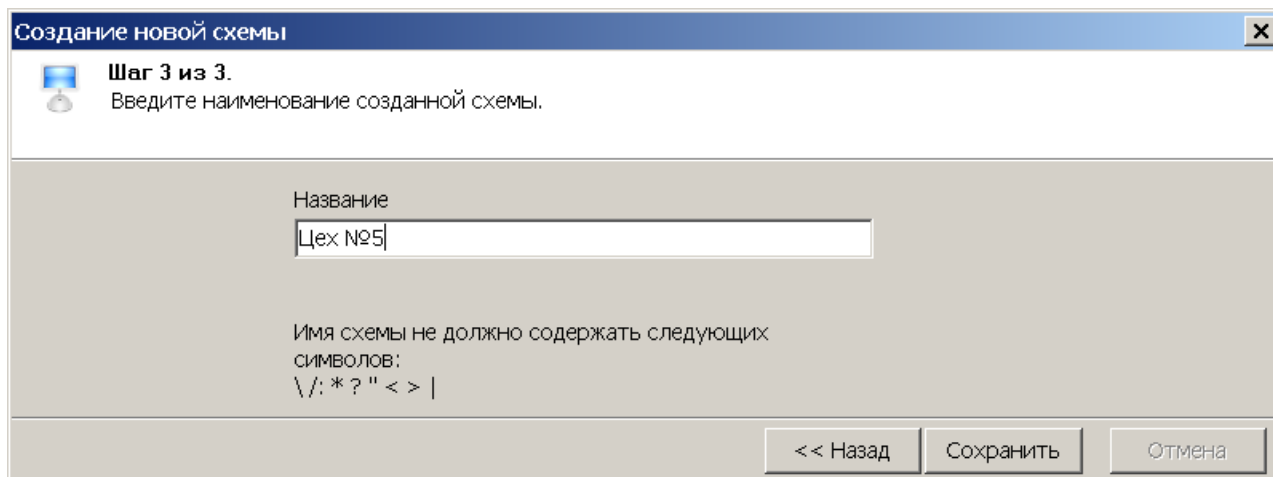 Создание новой схемы
Шаг 3 из 3.
Введите наименование созданной схемы.
Название
Цех №5
Имя схемы не должно содержать следующих
символов:
\ /: * ? " < > |
<< Назад Сохранить Отмена